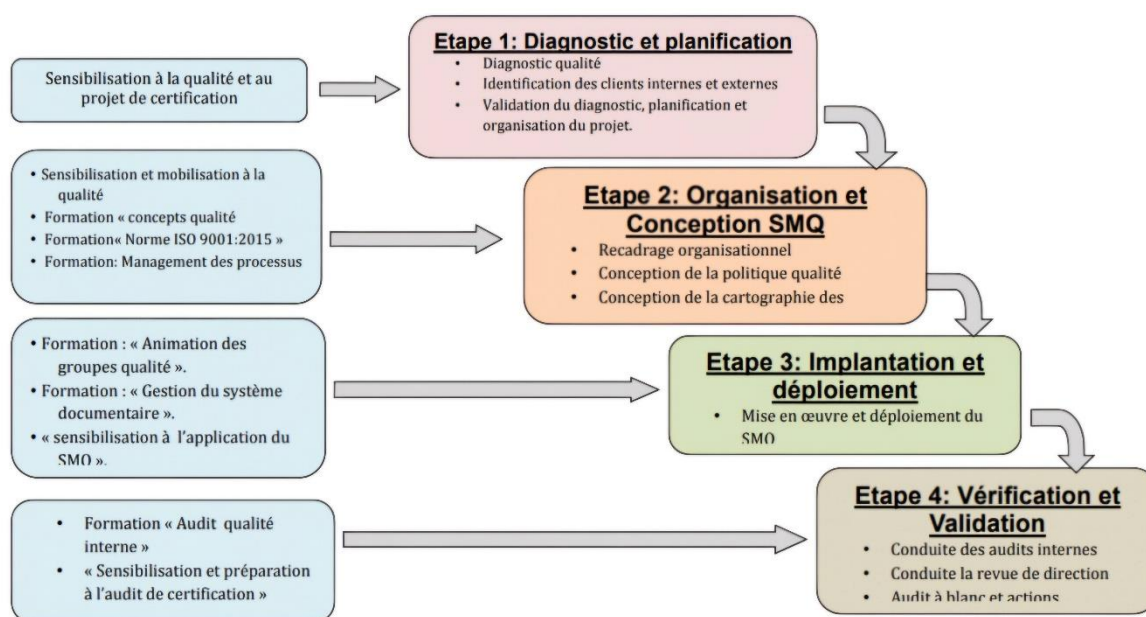 Sensibilisation à la qualité et au
projet de certification
Etape 1: Diagnostic et planification
• Diagnostic qualité
• Identification des clients internes et externes
• Validation du diagnostic, planification et
organisation du projet.
• Sensibilisation et mobilisation à la
qualité
• Formation « concepts qualité
• Formation« Norme ISO 9001:2015 »
• Formation: Management des processus
Etape 2: Organisation et
Conception SMQ
• Recadrage organisationnel
• Conception de la politique qualité
• Conception de la cartographie des
• Formation : « Animation des
groupes qualité ».
• Formation : « Gestion du système
documentaire ».
• « sensibilisation à l'application du
SMQ ».
Etape 3: Implantation et
déploiement
• Mise en œuvre et déploiement du
SMQ
• Formation « Audit qualité
interne »
• « Sensibilisation et préparation
à l'audit de certification »
Etape 4: Vérification et
Validation
• Conduite des audits internes
• Conduite la revue de direction
• Audit à blanc et actions